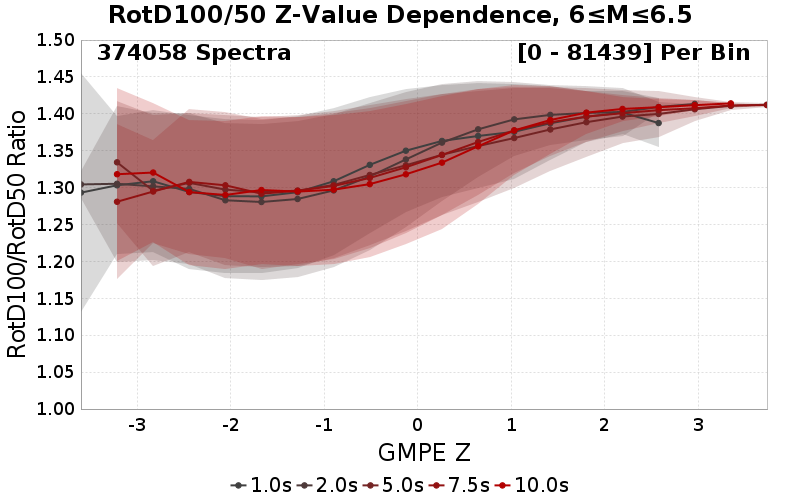 RotD100/50 Z-Value Dependence, 6≤M≤6.5
374058 Spectra [0 - 81439] Per Bin
RotD100/RotD50 Ratio
1.50
1.45
1.40
1.35
1.30
1.25
1.20
1.15
1.10
1.05
1.00
-3 -2 -1 0 1 2 3
GMPE Z
1.0s 2.0s 5.0s 7.5s 10.0s